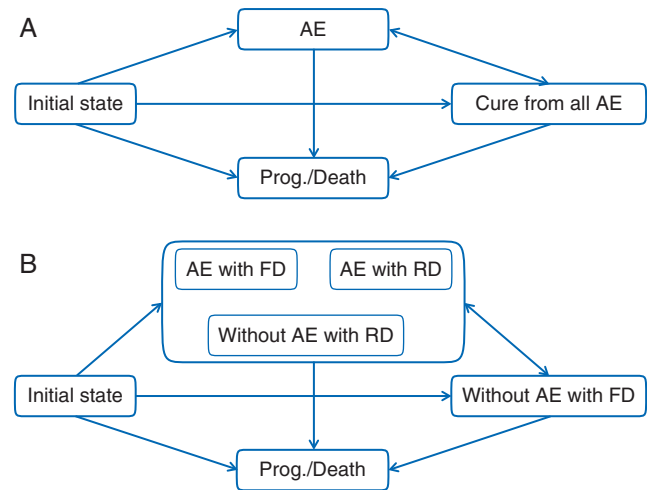 A
AE
Initial state
Cure from all AE
Prog./Death
B
AE with FD
AE with RD
Without AE with RD
Initial state
Without AE with FD
Prog./Death